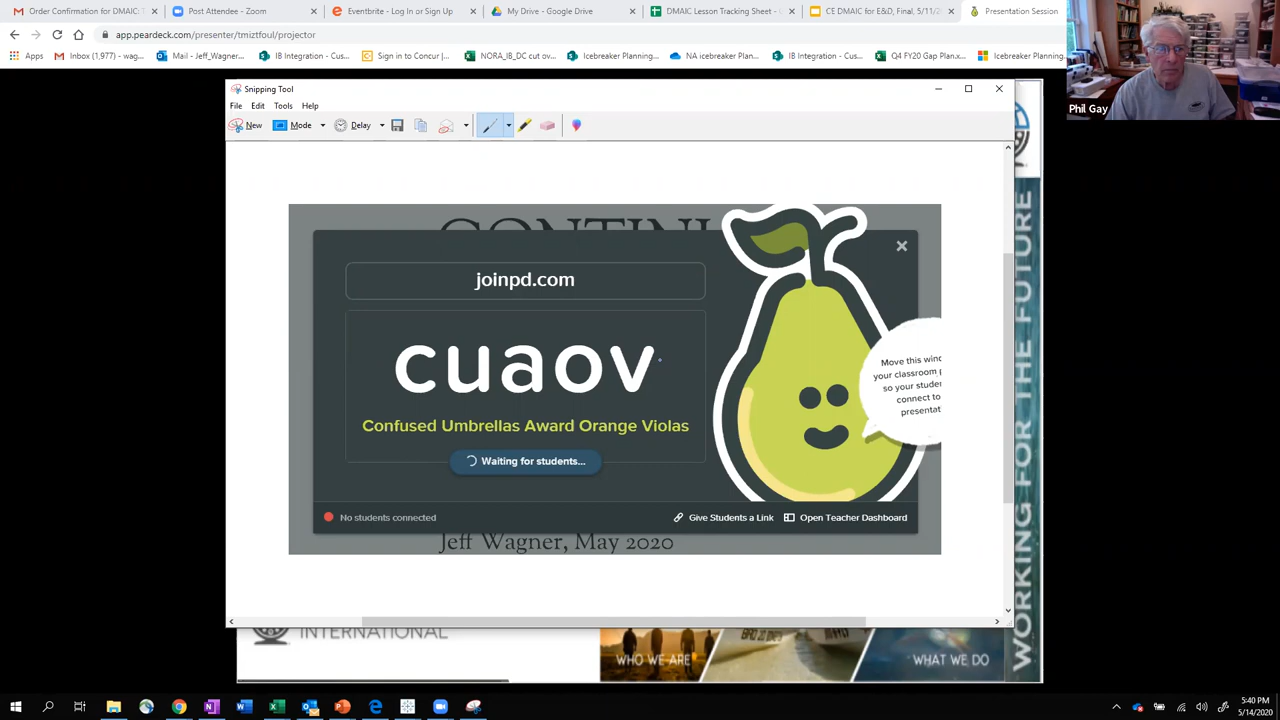 Order Confirmation for DMAIC: T
Post Attendee - Zoom
Eventbrite - Log In or Sign Up
My Drive - Google Drive
DMAIC Lesson Tracking Sheet - G
CE DMAIC for E&D, Final, 5/11/2
Presentation Session
app.peardeck.com/presenter/tmiztfoul/projector
Apps
Inbox (1,977) - wag...
Mail - Jeff_Wagner...
IB Integration - Cus...
Sign in to Concur |...
NORA_IB_DC cut ov...
Icebreaker Planning...
NA icebreaker Plan...
IB Integration - Cus...
Q4 FY20 Gap Plan.x...
Icebreaker Planning...
Phil Gay
Snipping Tool
File Edit Tools Help
New Mode Delay
CONTINU
joinpd.com
cuaov
Confused Umbrellas Award Orange Violas
Waiting for students...
Move this wind
your classroom p
so your studen
connect to
presentat
No students connected
Give Students a Link
Open Teacher Dashboard
Jeff Wagner, May 2020
INTERNATIONAL
WHO WE ARE
WHAT WE DO
WORKING FOR THE FUTURE
5:40 PM
5/14/2020